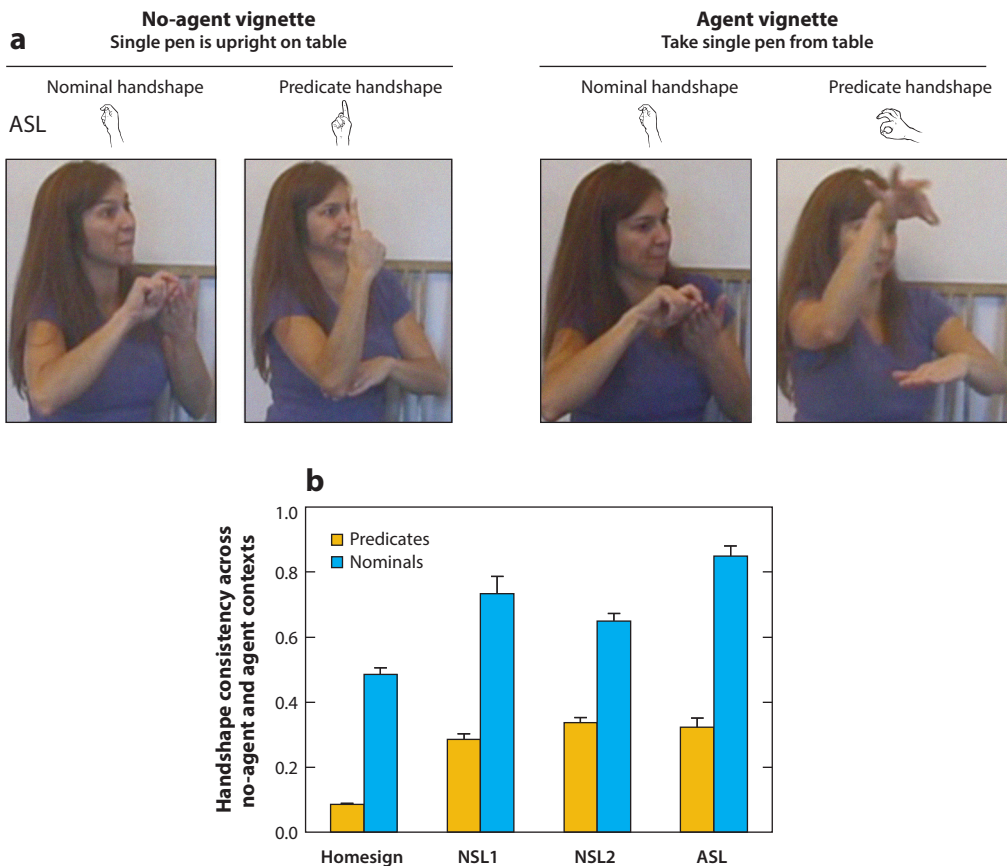 a
No-agent vignette
Single pen is upright on table
Agent vignette
Take single pen from table
Nominal handshape
Predicate handshape
Nominal handshape
Predicate handshape
ASL
b
Handshape consistency across
no-agent and agent contexts
1.0
0.8
0.6
0.4
0.2
0.0
Predicates
Nominals
Homesign
NSL1
NSL2
ASL